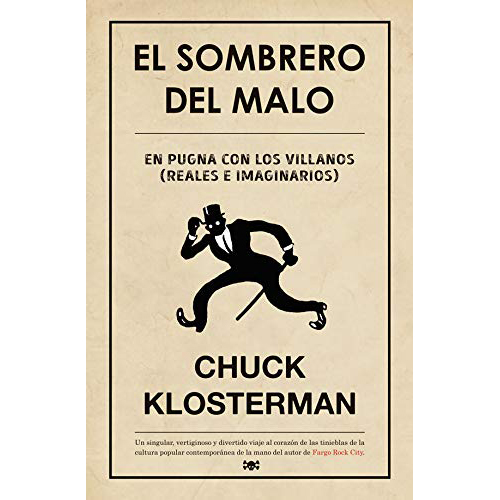 EL SOMBRERO
DEL MALO
EN PUGNA CON LOS VILLANOS
(REALES E IMAGINARIOS)
CHUCK
KLOSTERMAN
Un singular, vertiginoso y divertido viaje al corazón de las tinieblas de la
cultura popular contemporánea de la mano del autor de Fargo Rock City.